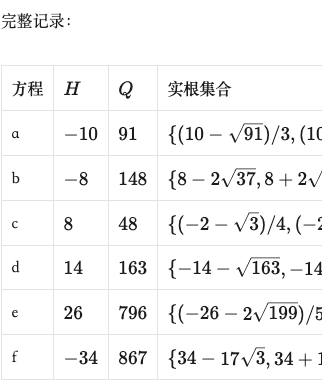 完整记录：
方程 H Q 实根集合
a −10 91 {(10 − √91)/3, (10
b −8 148 {8 − 2√37, 8 + 2√
c 8 48 {(−2 − √3)/4, (−2
d 14 163 {−14 − √163, −14
e 26 796 {(−26 − 2√199)/5
f −34 867 {34 − 17√3, 34 + 1